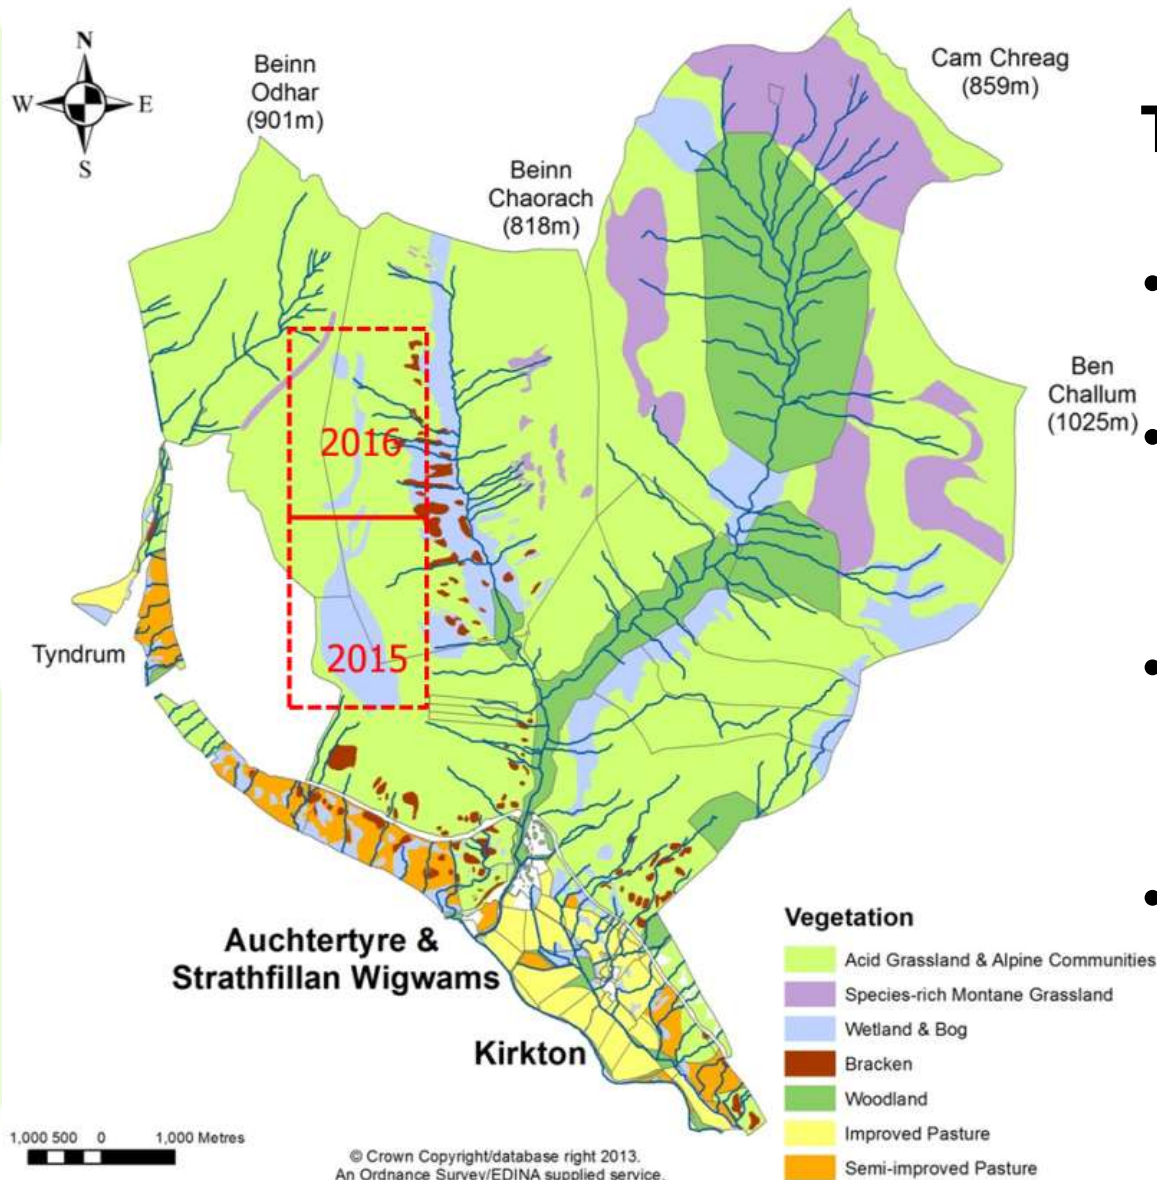 N
W E
S
Beinn
Odhar
(901m)
Cam Chreag
(859m)
T
Beinn
Chaorach
(818m)
•
Ben
Challum
(1025m)
•
2016
Tyndrum
2015
•
•
Auchtertyre &
Strathfillan Wigwams
Kirkton
Vegetation
Acid Grassland & Alpine Communities
Species-rich Montane Grassland
Wetland & Bog
Bracken
Woodland
Improved Pasture
Semi-improved Pasture
1,000 500 0 1,000 Metres
© Crown Copyright/database right 2013.
An Ordnance Survey/EDINA supplied service.